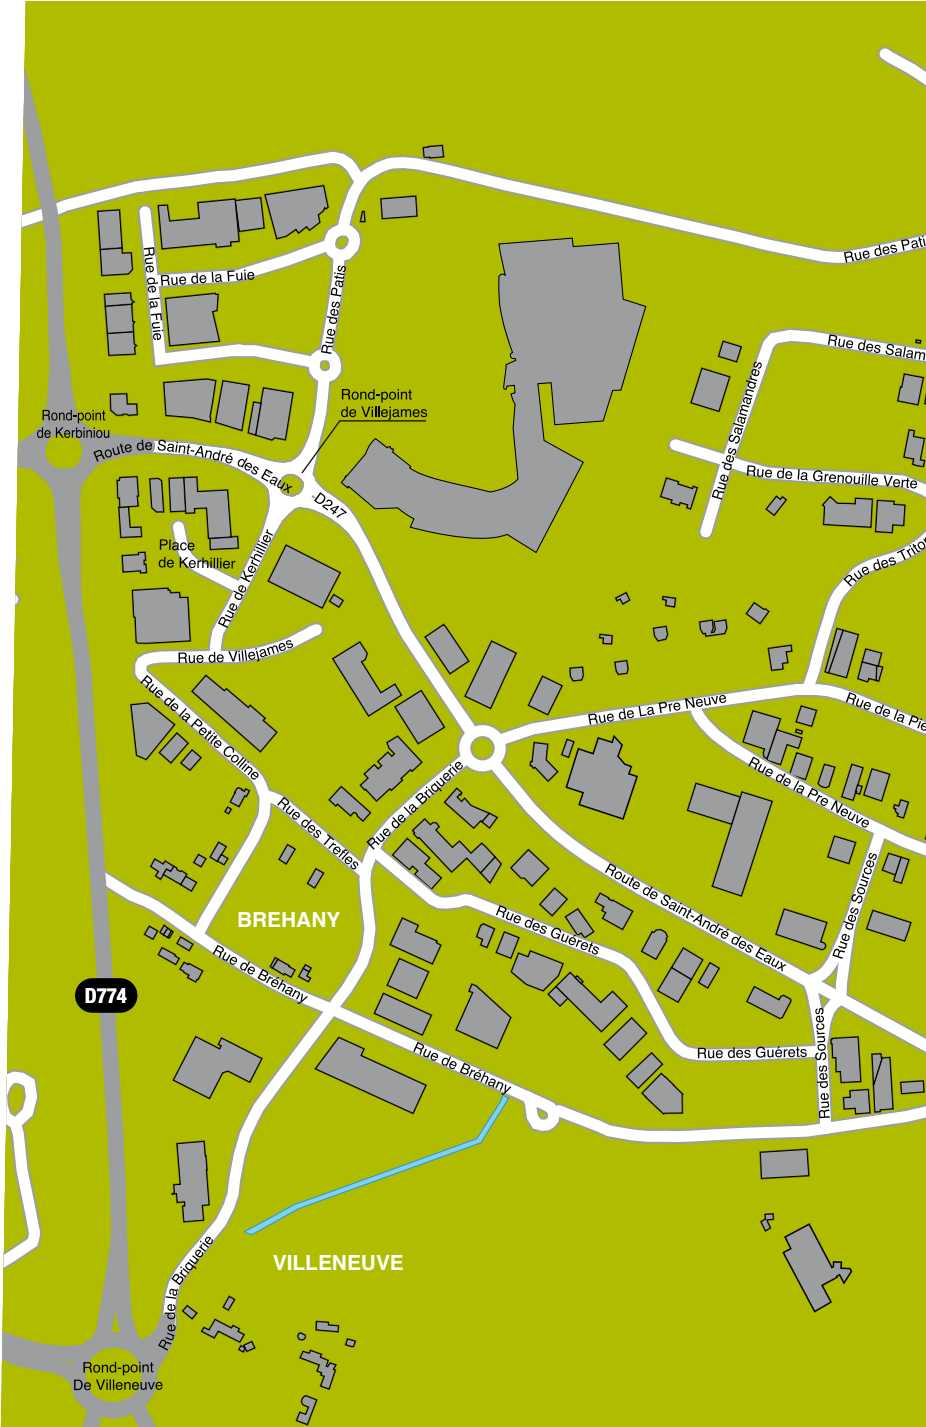 Rue des Pati
Rue de la Fuie
Rue de la Fuie
Rue des Patis
Rue des Salam
Rond-point
de Villejames
Rond-point
de Kerbiniou
Route de Saint-André des Eaux
D247
Rue des Salamandres
Rue de la Grenouille Verte
Place
de Kerhillier
Rue de Kerhillier
Rue des Triton
Rue de Villejames
Rue de la Petite Colline
Rue de La Pre Neuve
Rue de la Pie
Rue de la Briquerie
Rue de la Pre Neuve
Rue des Trefles
Route de Saint-André des Eaux
Rue des Sources
BREHANY
Rue des Guérets
Rue de Bréhany
D774
Rue de Bréhany
Rue des Guérets
Rue des Sources
VILLENEUVE
Rue de la Briquerie
Rond-point
De Villeneuve